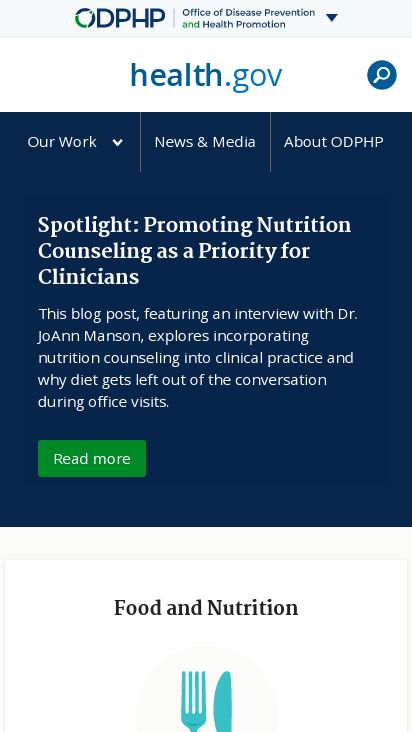 ODPHP
Office of Disease Prevention
and Health Promotion
health.gov
Our Work
News & Media
About ODPHP
Spotlight: Promoting Nutrition
Counseling as a Priority for
Clinicians
This blog post, featuring an interview with Dr.
JoAnn Manson, explores incorporating
nutrition counseling into clinical practice and
why diet gets left out of the conversation
during office visits.
Read more
Food and Nutrition